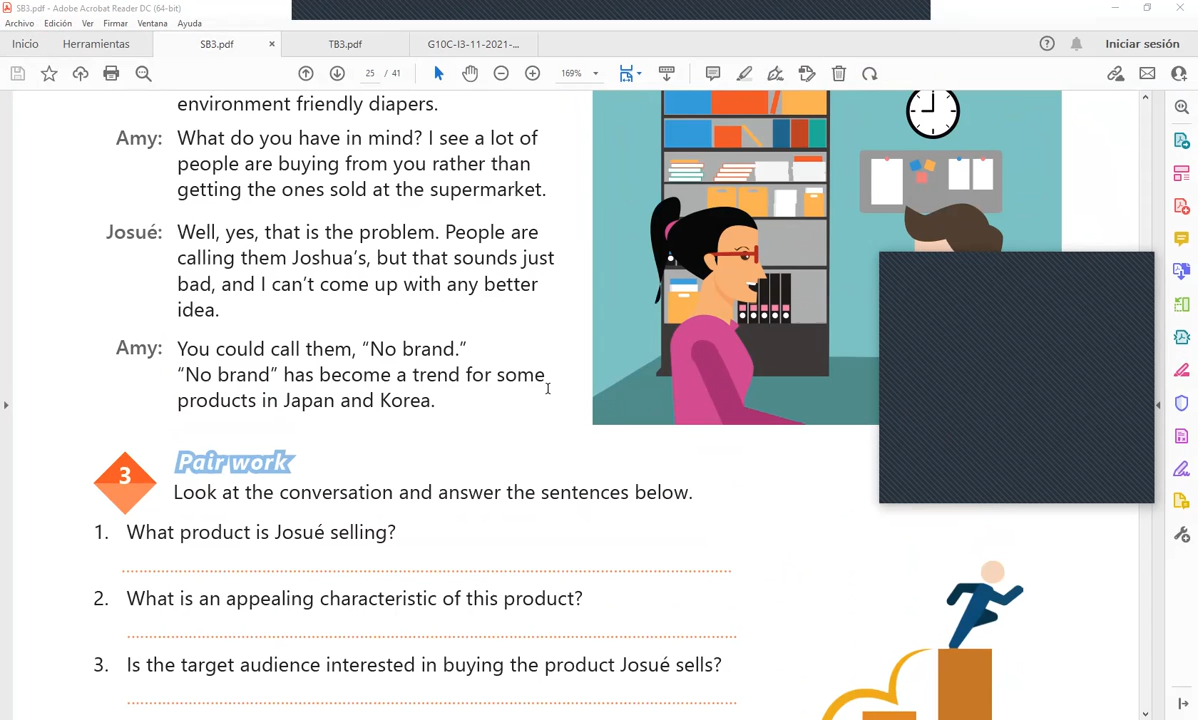 SB3.pdf - Adobe Acrobat Reader DC (64-bit)
Archivo Edición Ver Firmar Ventana Ayuda
Inicio Herramientas SB3.pdf × TB3.pdf G10C-I3-11-2021-... Iniciar sesión
25 / 41 169%
environment friendly diapers.
Amy: What do you have in mind? I see a lot of
people are buying from you rather than
getting the ones sold at the supermarket.
Josué: Well, yes, that is the problem. People are
calling them Joshua’s, but that sounds just
bad, and I can’t come up with any better
idea.
Amy: You could call them, “No brand.”
“No brand” has become a trend for some
products in Japan and Korea.
3 Pair work
Look at the conversation and answer the sentences below.
1. What product is Josué selling?
2. What is an appealing characteristic of this product?
3. Is the target audience interested in buying the product Josué sells?